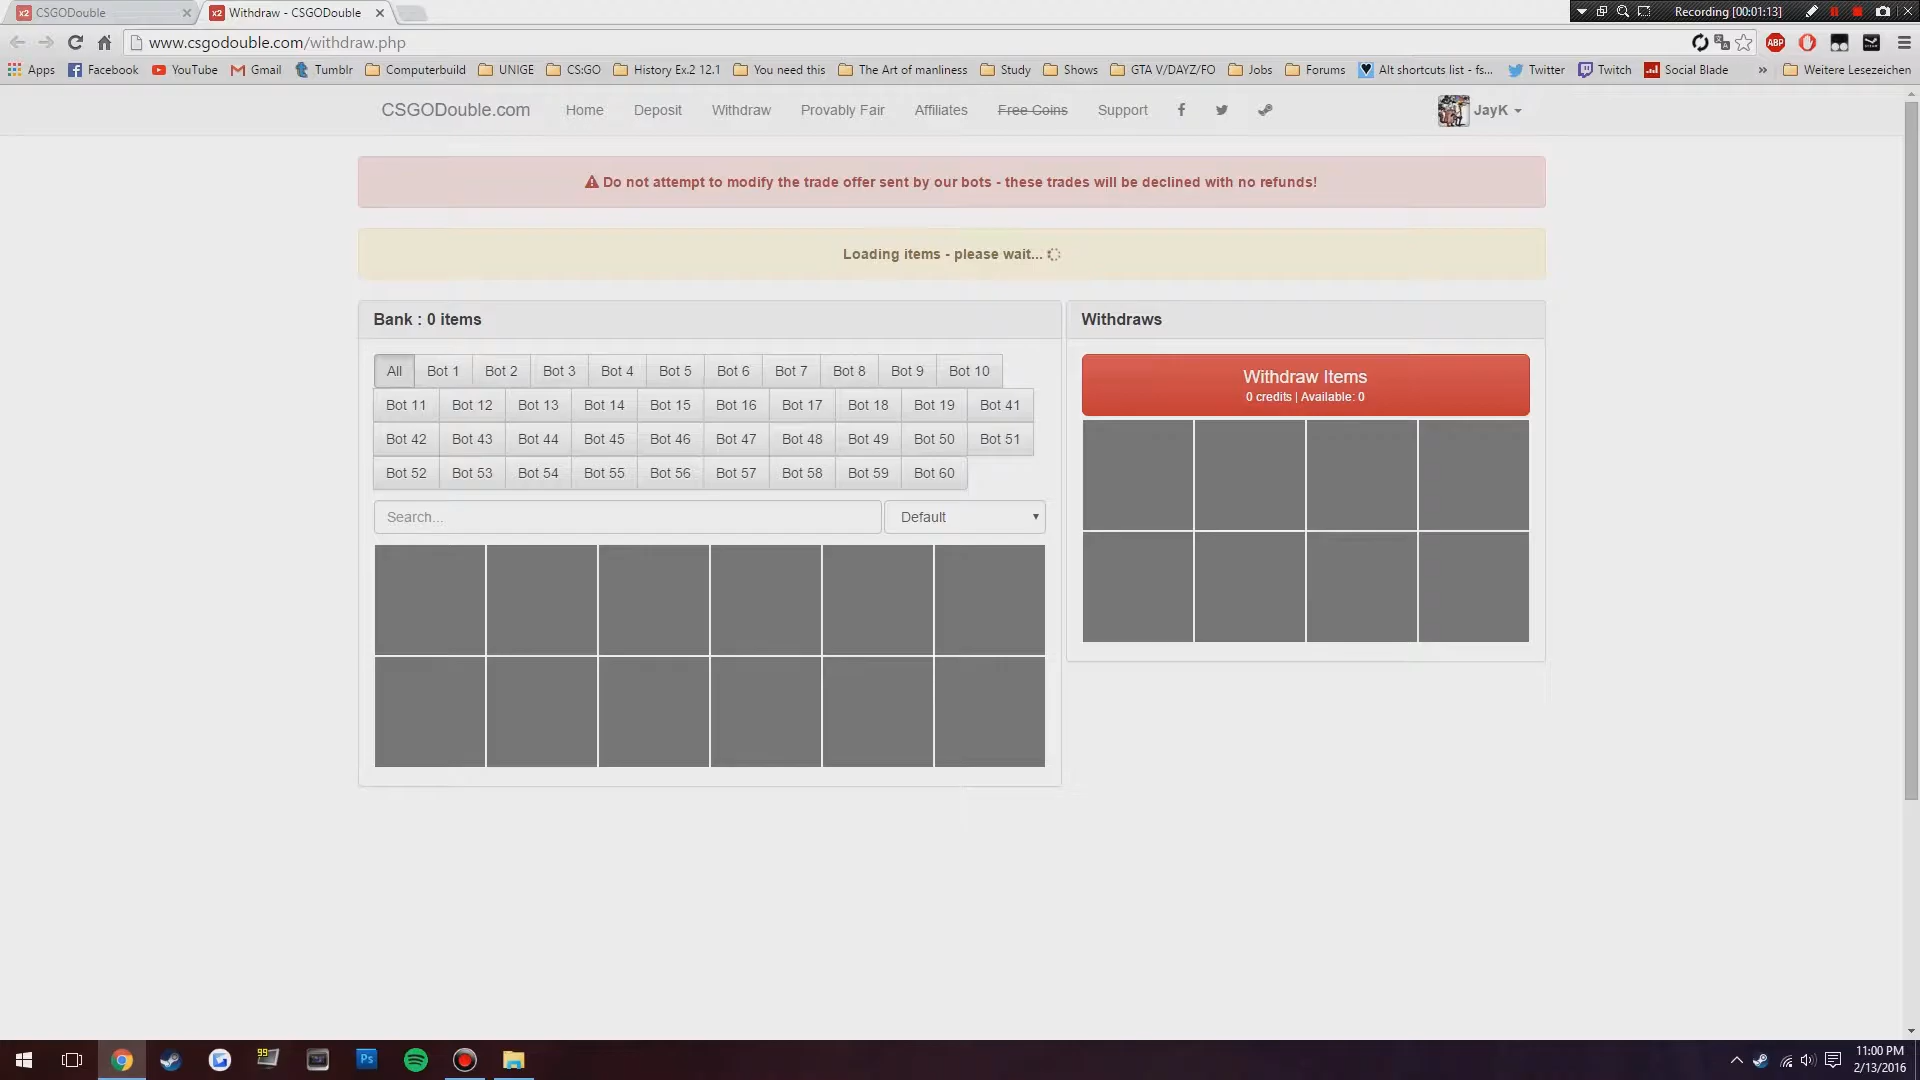 CSGODouble
Withdraw - CSGODouble
Recording [00:01:13]
www.csgodouble.com/withdraw.php
ABP
Apps Facebook YouTube Gmail Tumblr Computerbuild UNIGE CS:GO History Ex.2 12.1 You need this The Art of manliness Study Shows GTA V/DAYZ/FO Jobs Forums Alt shortcuts list - fs... Twitter Twitch Social Blade » Weitere Lesezeichen
CSGODouble.com Home Deposit Withdraw Provably Fair Affiliates Free Coins Support JayK
Do not attempt to modify the trade offer sent by our bots - these trades will be declined with no refunds!
Loading items - please wait...
Bank : 0 items
All Bot 1 Bot 2 Bot 3 Bot 4 Bot 5 Bot 6 Bot 7 Bot 8 Bot 9 Bot 10
Bot 11 Bot 12 Bot 13 Bot 14 Bot 15 Bot 16 Bot 17 Bot 18 Bot 19 Bot 41
Bot 42 Bot 43 Bot 44 Bot 45 Bot 46 Bot 47 Bot 48 Bot 49 Bot 50 Bot 51
Bot 52 Bot 53 Bot 54 Bot 55 Bot 56 Bot 57 Bot 58 Bot 59 Bot 60
Search... Default
Withdraws
Withdraw Items
0 credits | Available: 0
99
Ps
11:00 PM
2/13/2016